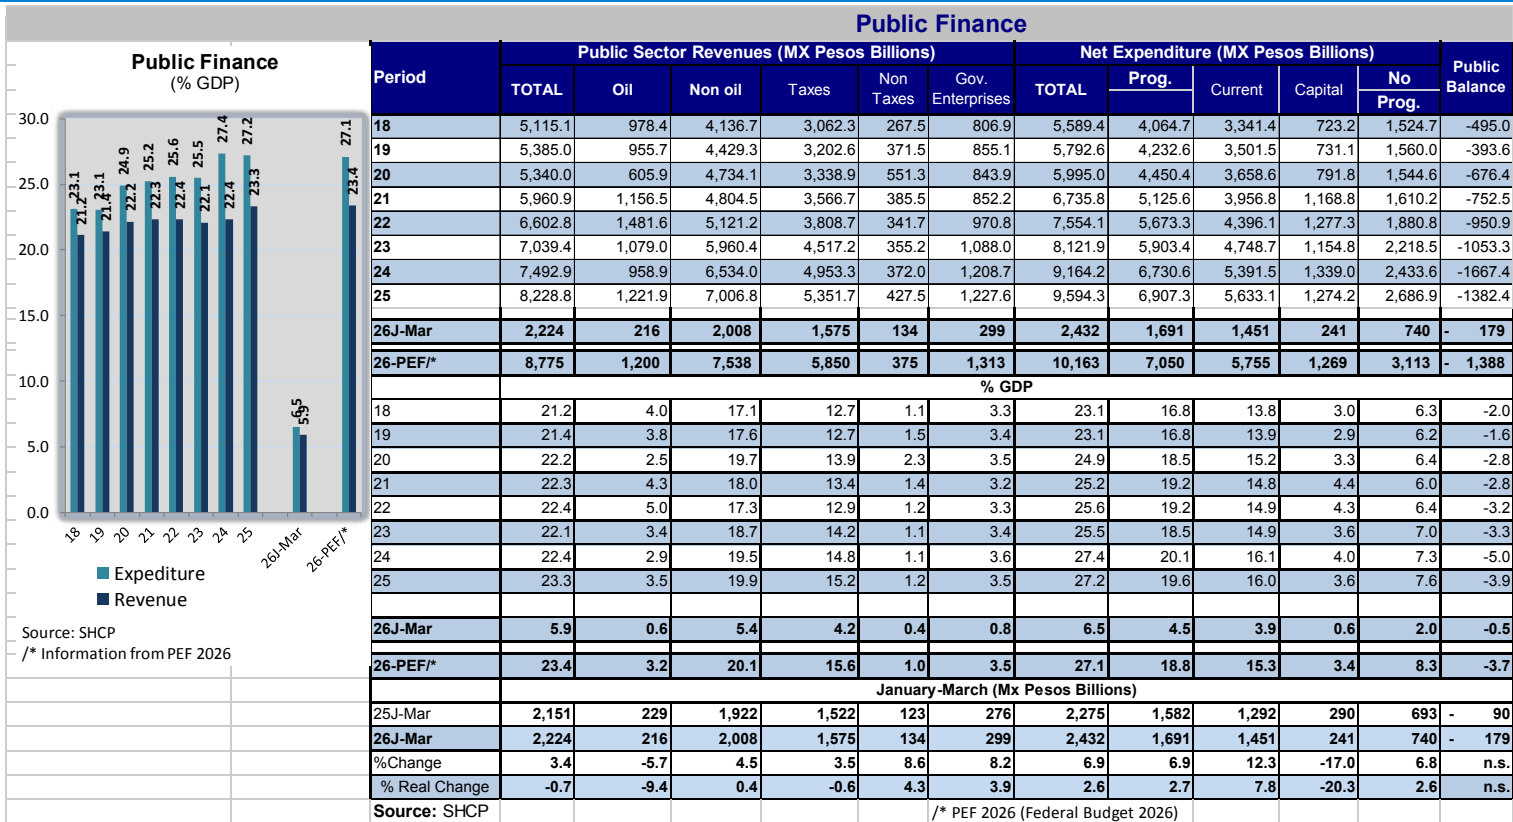 Public Finance
Public Finance
(% GDP)
30.0
25.0
20.0
15.0
10.0
5.0
0.0
23.1 23.1 24.9 25.2 25.6 25.5 27.4 27.2 6.5 27.1
21.2 21.4 22.2 22.3 22.4 22.1 22.4 23.3 5.9 23.4
18 19 20 21 22 23 24 25 26J-Mar 26-PEF/*
Expediture
Revenue
Source: SHCP
/* Information from PEF 2026
Public Sector Revenues (MX Pesos Billions) Net Expenditure (MX Pesos Billions)
Period TOTAL Oil Non oil Taxes Non Taxes Gov. Enterprises TOTAL Prog. Current Capital No Prog. Public Balance
18 5,115.1 978.4 4,136.7 3,062.3 267.5 806.9 5,589.4 4,064.7 3,341.4 723.2 1,524.7 -495.0
19 5,385.0 955.7 4,429.3 3,202.6 371.5 855.1 5,792.6 4,232.6 3,501.5 731.1 1,560.0 -393.6
20 5,340.0 605.9 4,734.1 3,338.9 551.3 843.9 5,995.0 4,450.4 3,658.6 791.8 1,544.6 -676.4
21 5,960.9 1,156.5 4,804.5 3,566.7 385.5 852.2 6,735.8 5,125.6 3,956.8 1,168.8 1,610.2 -752.5
22 6,602.8 1,481.6 5,121.2 3,808.7 341.7 970.8 7,554.1 5,673.3 4,396.1 1,277.3 1,880.8 -950.9
23 7,039.4 1,079.0 5,960.4 4,517.2 355.2 1,088.0 8,121.9 5,903.4 4,748.7 1,154.8 2,218.5 -1053.3
24 7,492.9 958.9 6,534.0 4,953.3 372.0 1,208.7 9,164.2 6,730.6 5,391.5 1,339.0 2,433.6 -1667.4
25 8,228.8 1,221.9 7,006.8 5,351.7 427.5 1,227.6 9,594.3 6,907.3 5,633.1 1,274.2 2,686.9 -1382.4
26J-Mar 2,224 216 2,008 1,575 134 299 2,432 1,691 1,451 241 740 - 179
26-PEF/* 8,775 1,200 7,538 5,850 375 1,313 10,163 7,050 5,755 1,269 3,113 - 1,388
% GDP
18 21.2 4.0 17.1 12.7 1.1 3.3 23.1 16.8 13.8 3.0 6.3 -2.0
19 21.4 3.8 17.6 12.7 1.5 3.4 23.1 16.8 13.9 2.9 6.2 -1.6
20 22.2 2.5 19.7 13.9 2.3 3.5 24.9 18.5 15.2 3.3 6.4 -2.8
21 22.3 4.3 18.0 13.4 1.4 3.2 25.2 19.2 14.8 4.4 6.0 -2.8
22 22.4 5.0 17.3 12.9 1.2 3.3 25.6 19.2 14.9 4.3 6.4 -3.2
23 22.1 3.4 18.7 14.2 1.1 3.4 25.5 18.5 14.9 3.6 7.0 -3.3
24 22.4 2.9 19.5 14.8 1.1 3.6 27.4 20.1 16.1 4.0 7.3 -5.0
25 23.3 3.5 19.9 15.2 1.2 3.5 27.2 19.6 16.0 3.6 7.6 -3.9
26J-Mar 5.9 0.6 5.4 4.2 0.4 0.8 6.5 4.5 3.9 0.6 2.0 -0.5
26-PEF/* 23.4 3.2 20.1 15.6 1.0 3.5 27.1 18.8 15.3 3.4 8.3 -3.7
January-March (Mx Pesos Billions)
25J-Mar 2,151 229 1,922 1,522 123 276 2,275 1,582 1,292 290 693 - 90
26J-Mar 2,224 216 2,008 1,575 134 299 2,432 1,691 1,451 241 740 - 179
%Change 3.4 -5.7 4.5 3.5 8.6 8.2 6.9 6.9 12.3 -17.0 6.8 n.s.
% Real Change -0.7 -9.4 0.4 -0.6 4.3 3.9 2.6 2.7 7.8 -20.3 2.6 n.s.
Source: SHCP /* PEF 2026 (Federal Budget 2026)